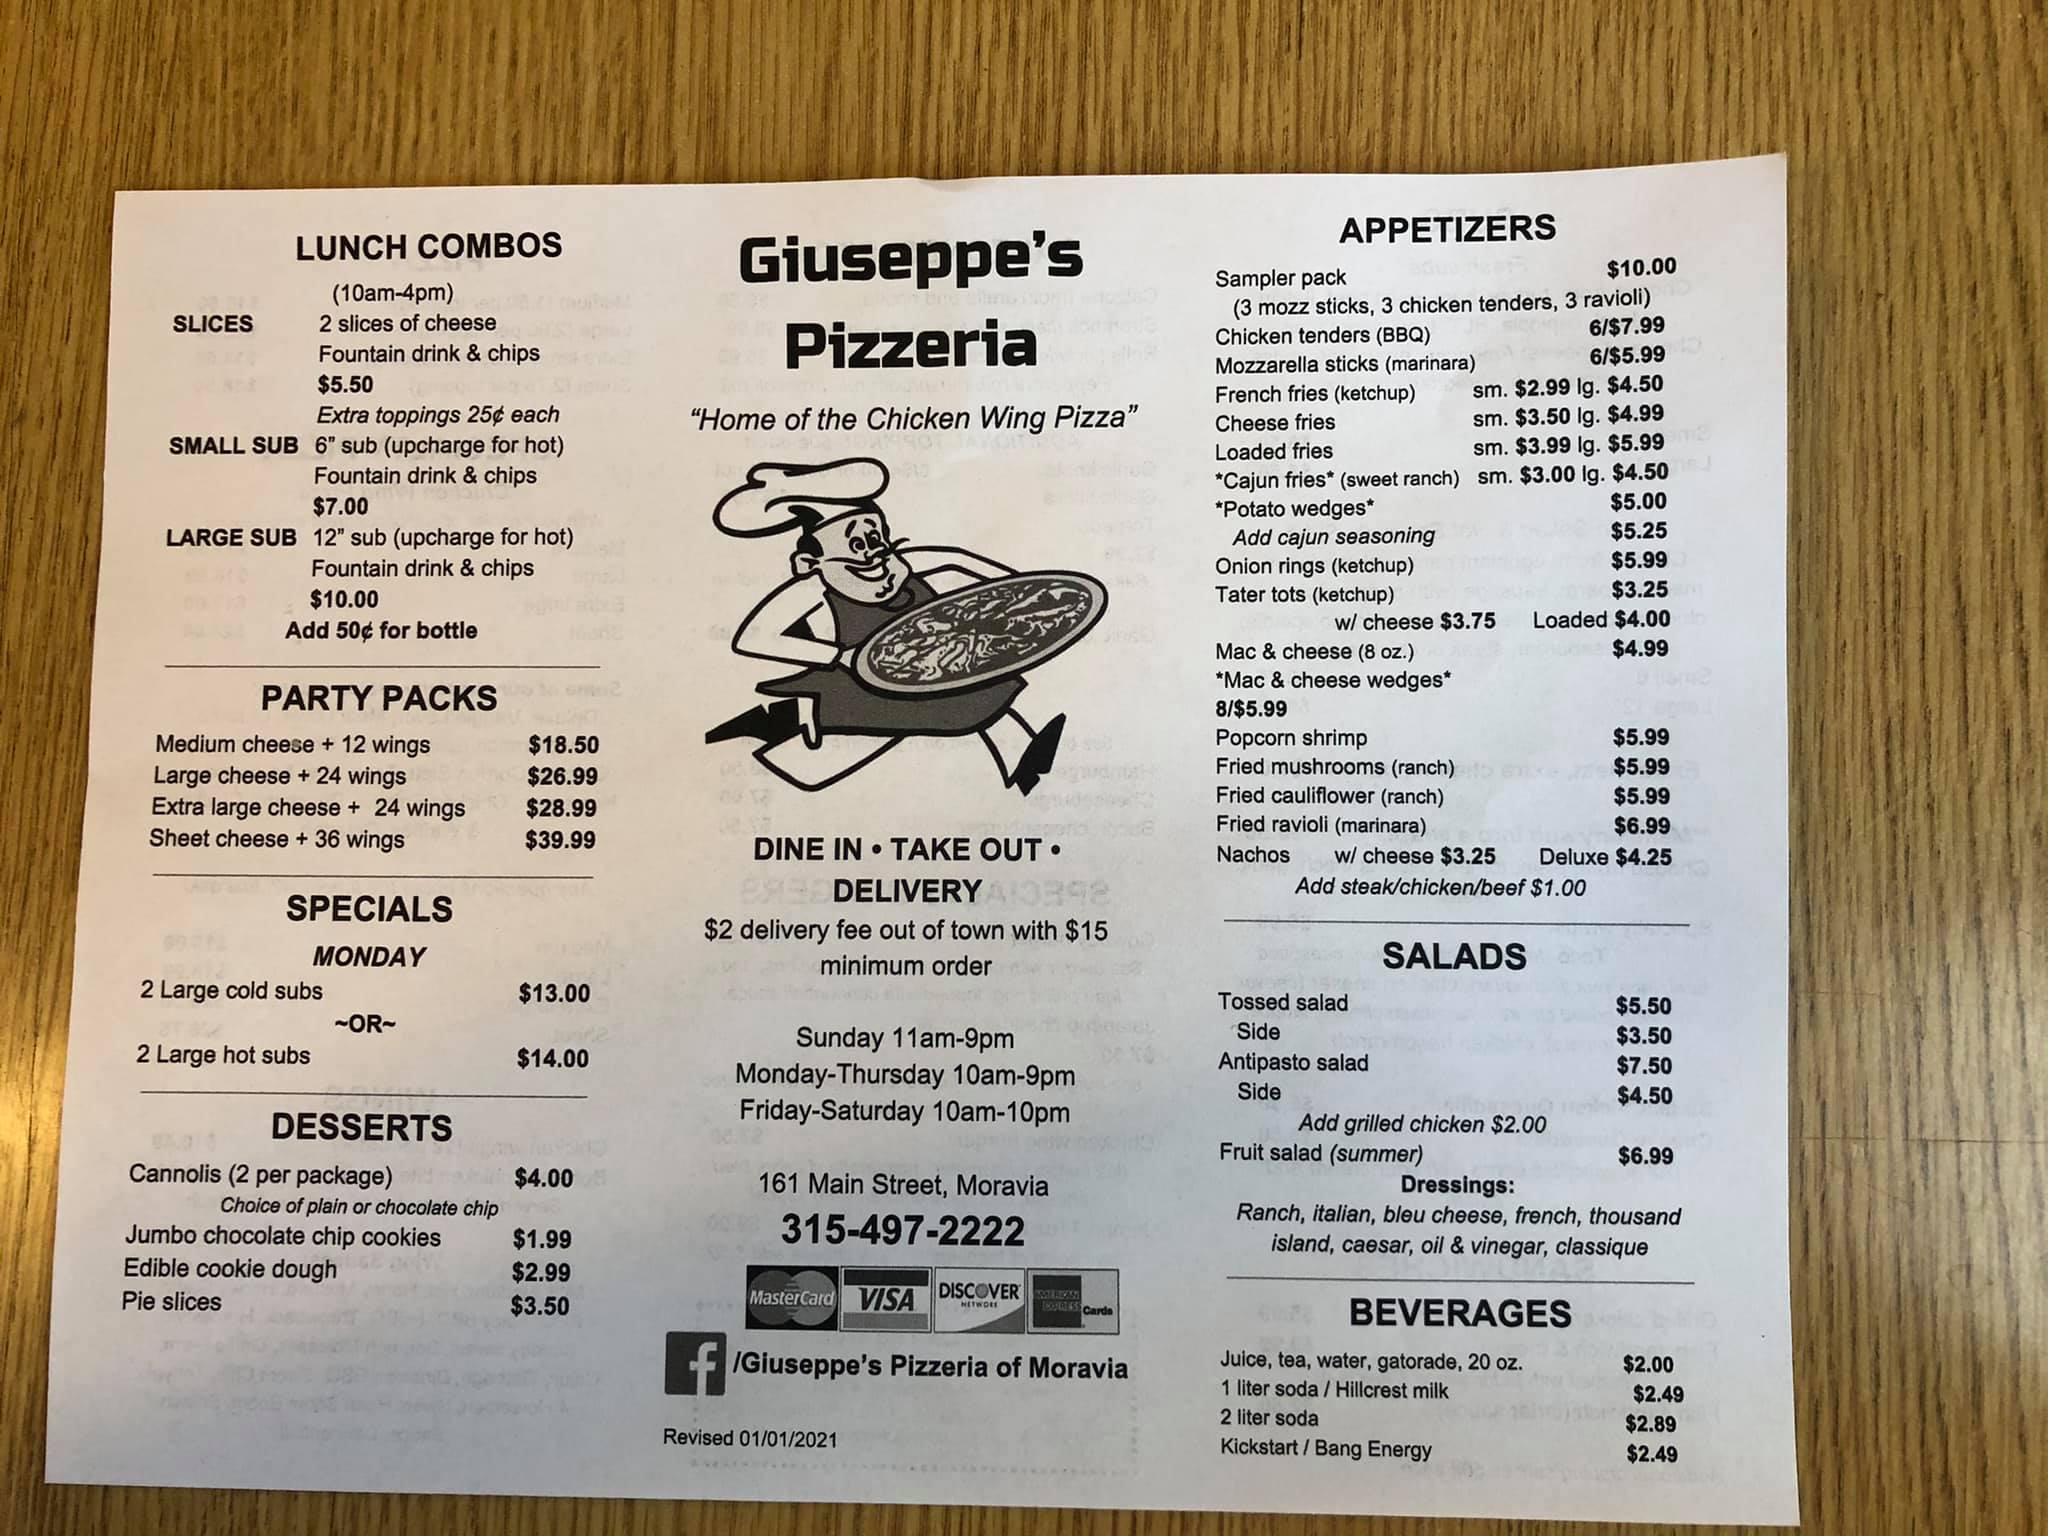 LUNCH COMBOS
(10am-4pm)
SLICES 2 slices of cheese
Fountain drink & chips
$5.50
Extra toppings 25¢ each
SMALL SUB 6” sub (upcharge for hot)
Fountain drink & chips
$7.00
LARGE SUB 12” sub (upcharge for hot)
Fountain drink & chips
$10.00
Add 50¢ for bottle
PARTY PACKS
Medium cheese + 12 wings $18.50
Large cheese + 24 wings $26.99
Extra large cheese + 24 wings $28.99
Sheet cheese + 36 wings $39.99
SPECIALS
MONDAY
2 Large cold subs $13.00
~OR~
2 Large hot subs $14.00
DESSERTS
Cannolis (2 per package) $4.00
Choice of plain or chocolate chip
Jumbo chocolate chip cookies $1.99
Edible cookie dough $2.99
Pie slices $3.50
Giuseppe’s
Pizzeria
“Home of the Chicken Wing Pizza”
DINE IN • TAKE OUT •
DELIVERY
$2 delivery fee out of town with $15
minimum order
Sunday 11am-9pm
Monday-Thursday 10am-9pm
Friday-Saturday 10am-10pm
161 Main Street, Moravia
315-497-2222
MasterCard VISA DISCOVER NETWORK AMERICAN EXPRESS Cards
f /Giuseppe’s Pizzeria of Moravia
Revised 01/01/2021
APPETIZERS
Sampler pack $10.00
(3 mozz sticks, 3 chicken tenders, 3 ravioli)
Chicken tenders (BBQ) 6/$7.99
Mozzarella sticks (marinara) 6/$5.99
French fries (ketchup) sm. $2.99 lg. $4.50
Cheese fries sm. $3.50 lg. $4.99
Loaded fries sm. $3.99 lg. $5.99
*Cajun fries* (sweet ranch) sm. $3.00 lg. $4.50
*Potato wedges* $5.00
Add cajun seasoning $5.25
Onion rings (ketchup) $5.99
Tater tots (ketchup) $3.25
w/ cheese $3.75 Loaded $4.00
Mac & cheese (8 oz.) $4.99
*Mac & cheese wedges*
8/$5.99
Popcorn shrimp $5.99
Fried mushrooms (ranch) $5.99
Fried cauliflower (ranch) $5.99
Fried ravioli (marinara) $6.99
Nachos w/ cheese $3.25 Deluxe $4.25
Add steak/chicken/beef $1.00
SALADS
Tossed salad $5.50
Side $3.50
Antipasto salad $7.50
Side $4.50
Add grilled chicken $2.00
Fruit salad (summer) $6.99
Dressings:
Ranch, italian, bleu cheese, french, thousand
island, caesar, oil & vinegar, classique
BEVERAGES
Juice, tea, water, gatorade, 20 oz. $2.00
1 liter soda / Hillcrest milk $2.49
2 liter soda $2.89
Kickstart / Bang Energy $2.49